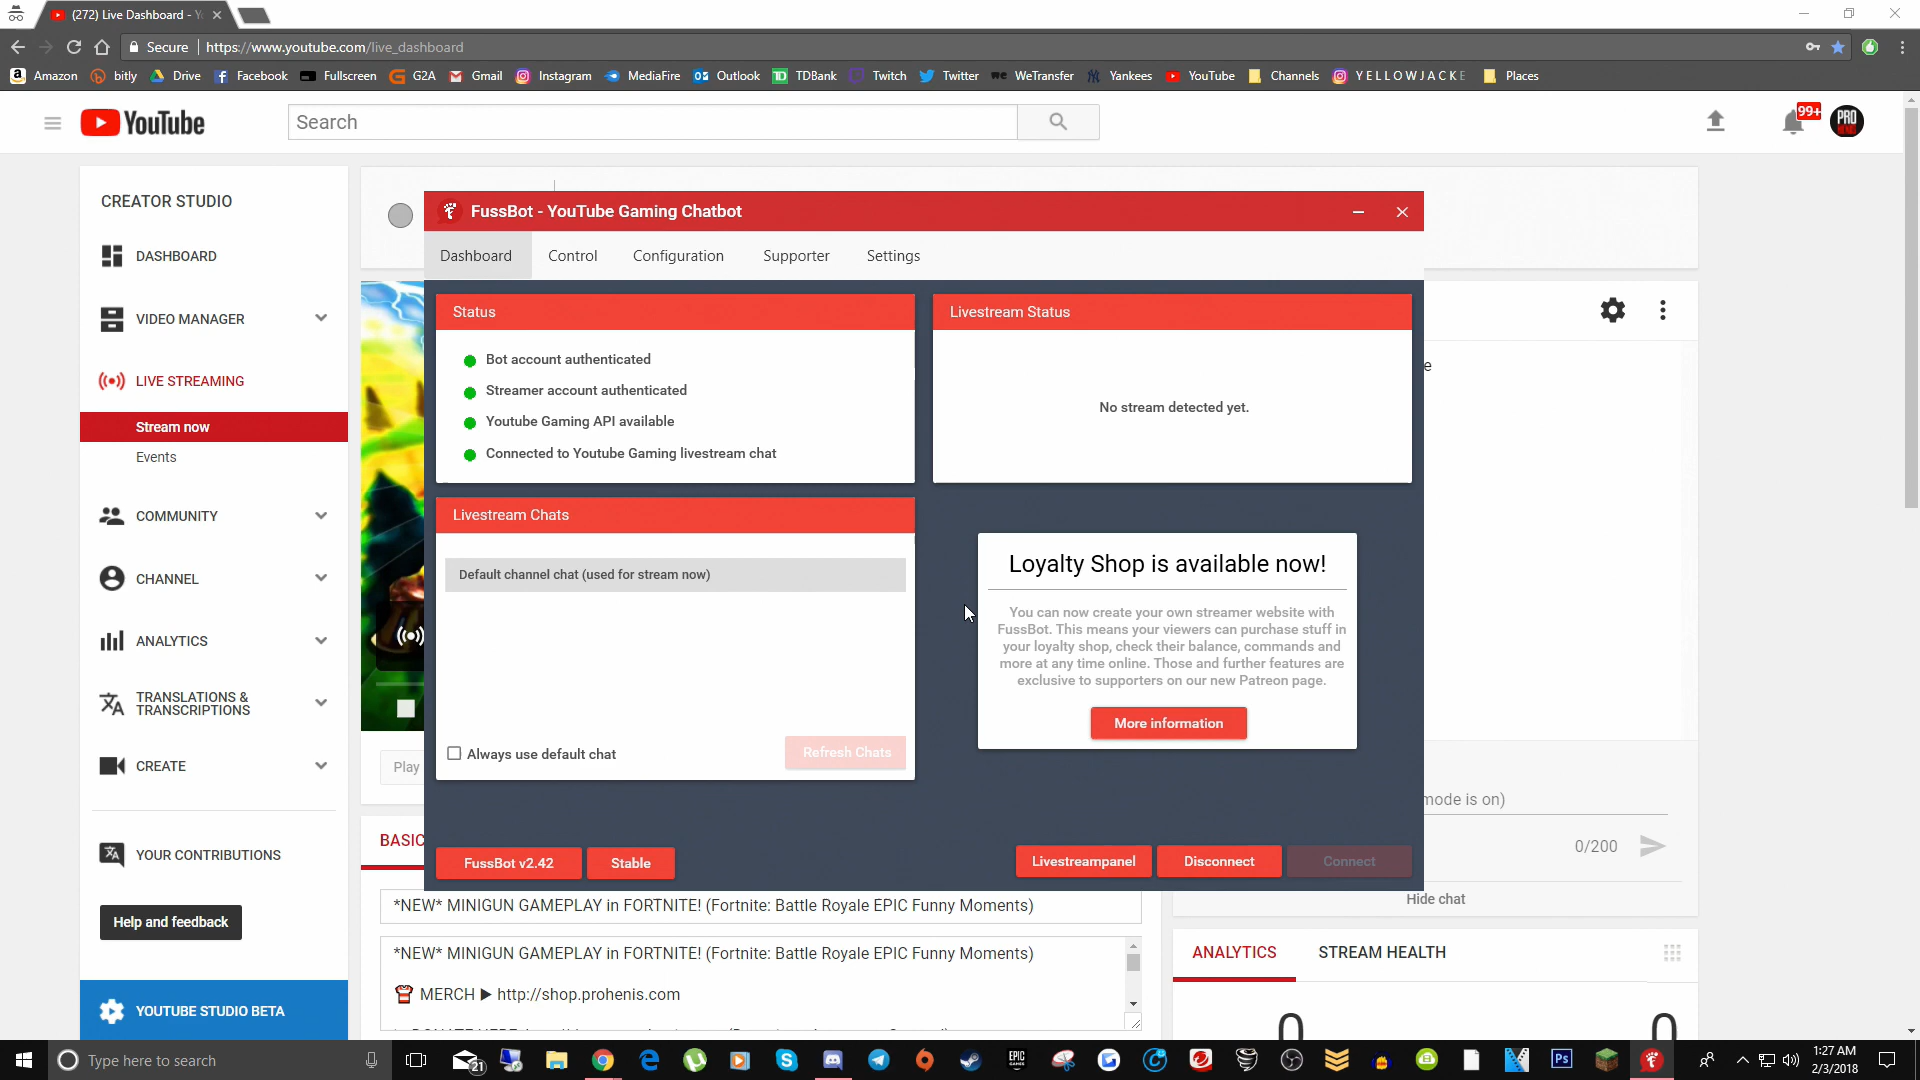 (272) Live Dashboard - Y
Secure https://www.youtube.com/live_dashboard
Amazon bitly Drive Facebook Fullscreen G2A Gmail Instagram MediaFire Outlook TDBank Twitch Twitter WeTransfer Yankees YouTube Channels Y E L L O W J A C K E Places
YouTube
Search
99+
PRO
CREATOR STUDIO
DASHBOARD
VIDEO MANAGER
LIVE STREAMING
Stream now
Events
COMMUNITY
CHANNEL
ANALYTICS
TRANSLATIONS &
TRANSCRIPTIONS
CREATE
YOUR CONTRIBUTIONS
Help and feedback
YOUTUBE STUDIO BETA
FussBot - YouTube Gaming Chatbot
Dashboard Control Configuration Supporter Settings
Status
Bot account authenticated
Streamer account authenticated
Youtube Gaming API available
Connected to Youtube Gaming livestream chat
Livestream Status
No stream detected yet.
Livestream Chats
Default channel chat (used for stream now)
Always use default chat
Refresh Chats
Loyalty Shop is available now!
You can now create your own streamer website with
FussBot. This means your viewers can purchase stuff in
your loyalty shop, check their balance, commands and
more at any time online. Those and further features are
exclusive to supporters on our new Patreon page.
More information
FussBot v2.42 Stable
Livestreampanel Disconnect Connect
e
mode is on)
0/200
Hide chat
Play
BASIC
*NEW* MINIGUN GAMEPLAY in FORTNITE! (Fortnite: Battle Royale EPIC Funny Moments)
*NEW* MINIGUN GAMEPLAY in FORTNITE! (Fortnite: Battle Royale EPIC Funny Moments)
MERCH ▶ http://shop.prohenis.com
ANALYTICS STREAM HEALTH
0 0
Type here to search
21
EPIC
GAMES
Ps
1:27 AM
2/3/2018